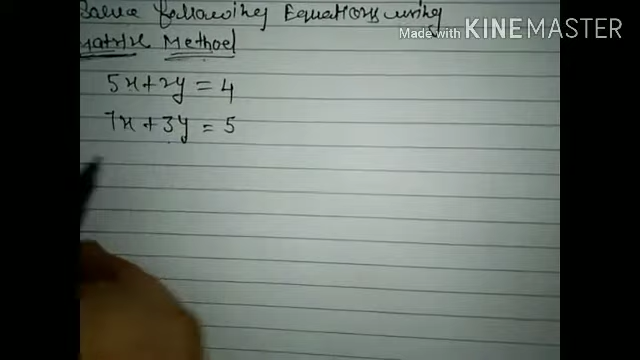 Solve following Equations using
Made with KINEMASTER
Matrix Method
5x+2y = 4
7x + 3y = 5